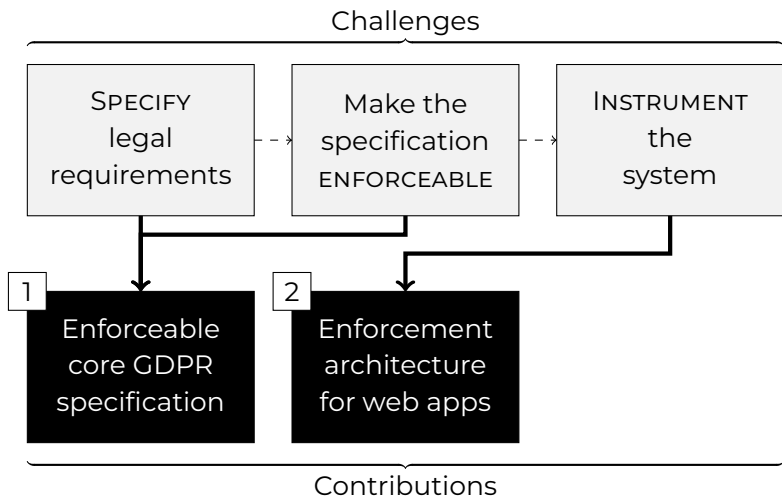 Challenges
SPECIFY
legal
requirements
Make the
specification
ENFORCEABLE
INSTRUMENT
the
system
1
Enforceable
core GDPR
specification
2
Enforcement
architecture
for web apps
Contributions